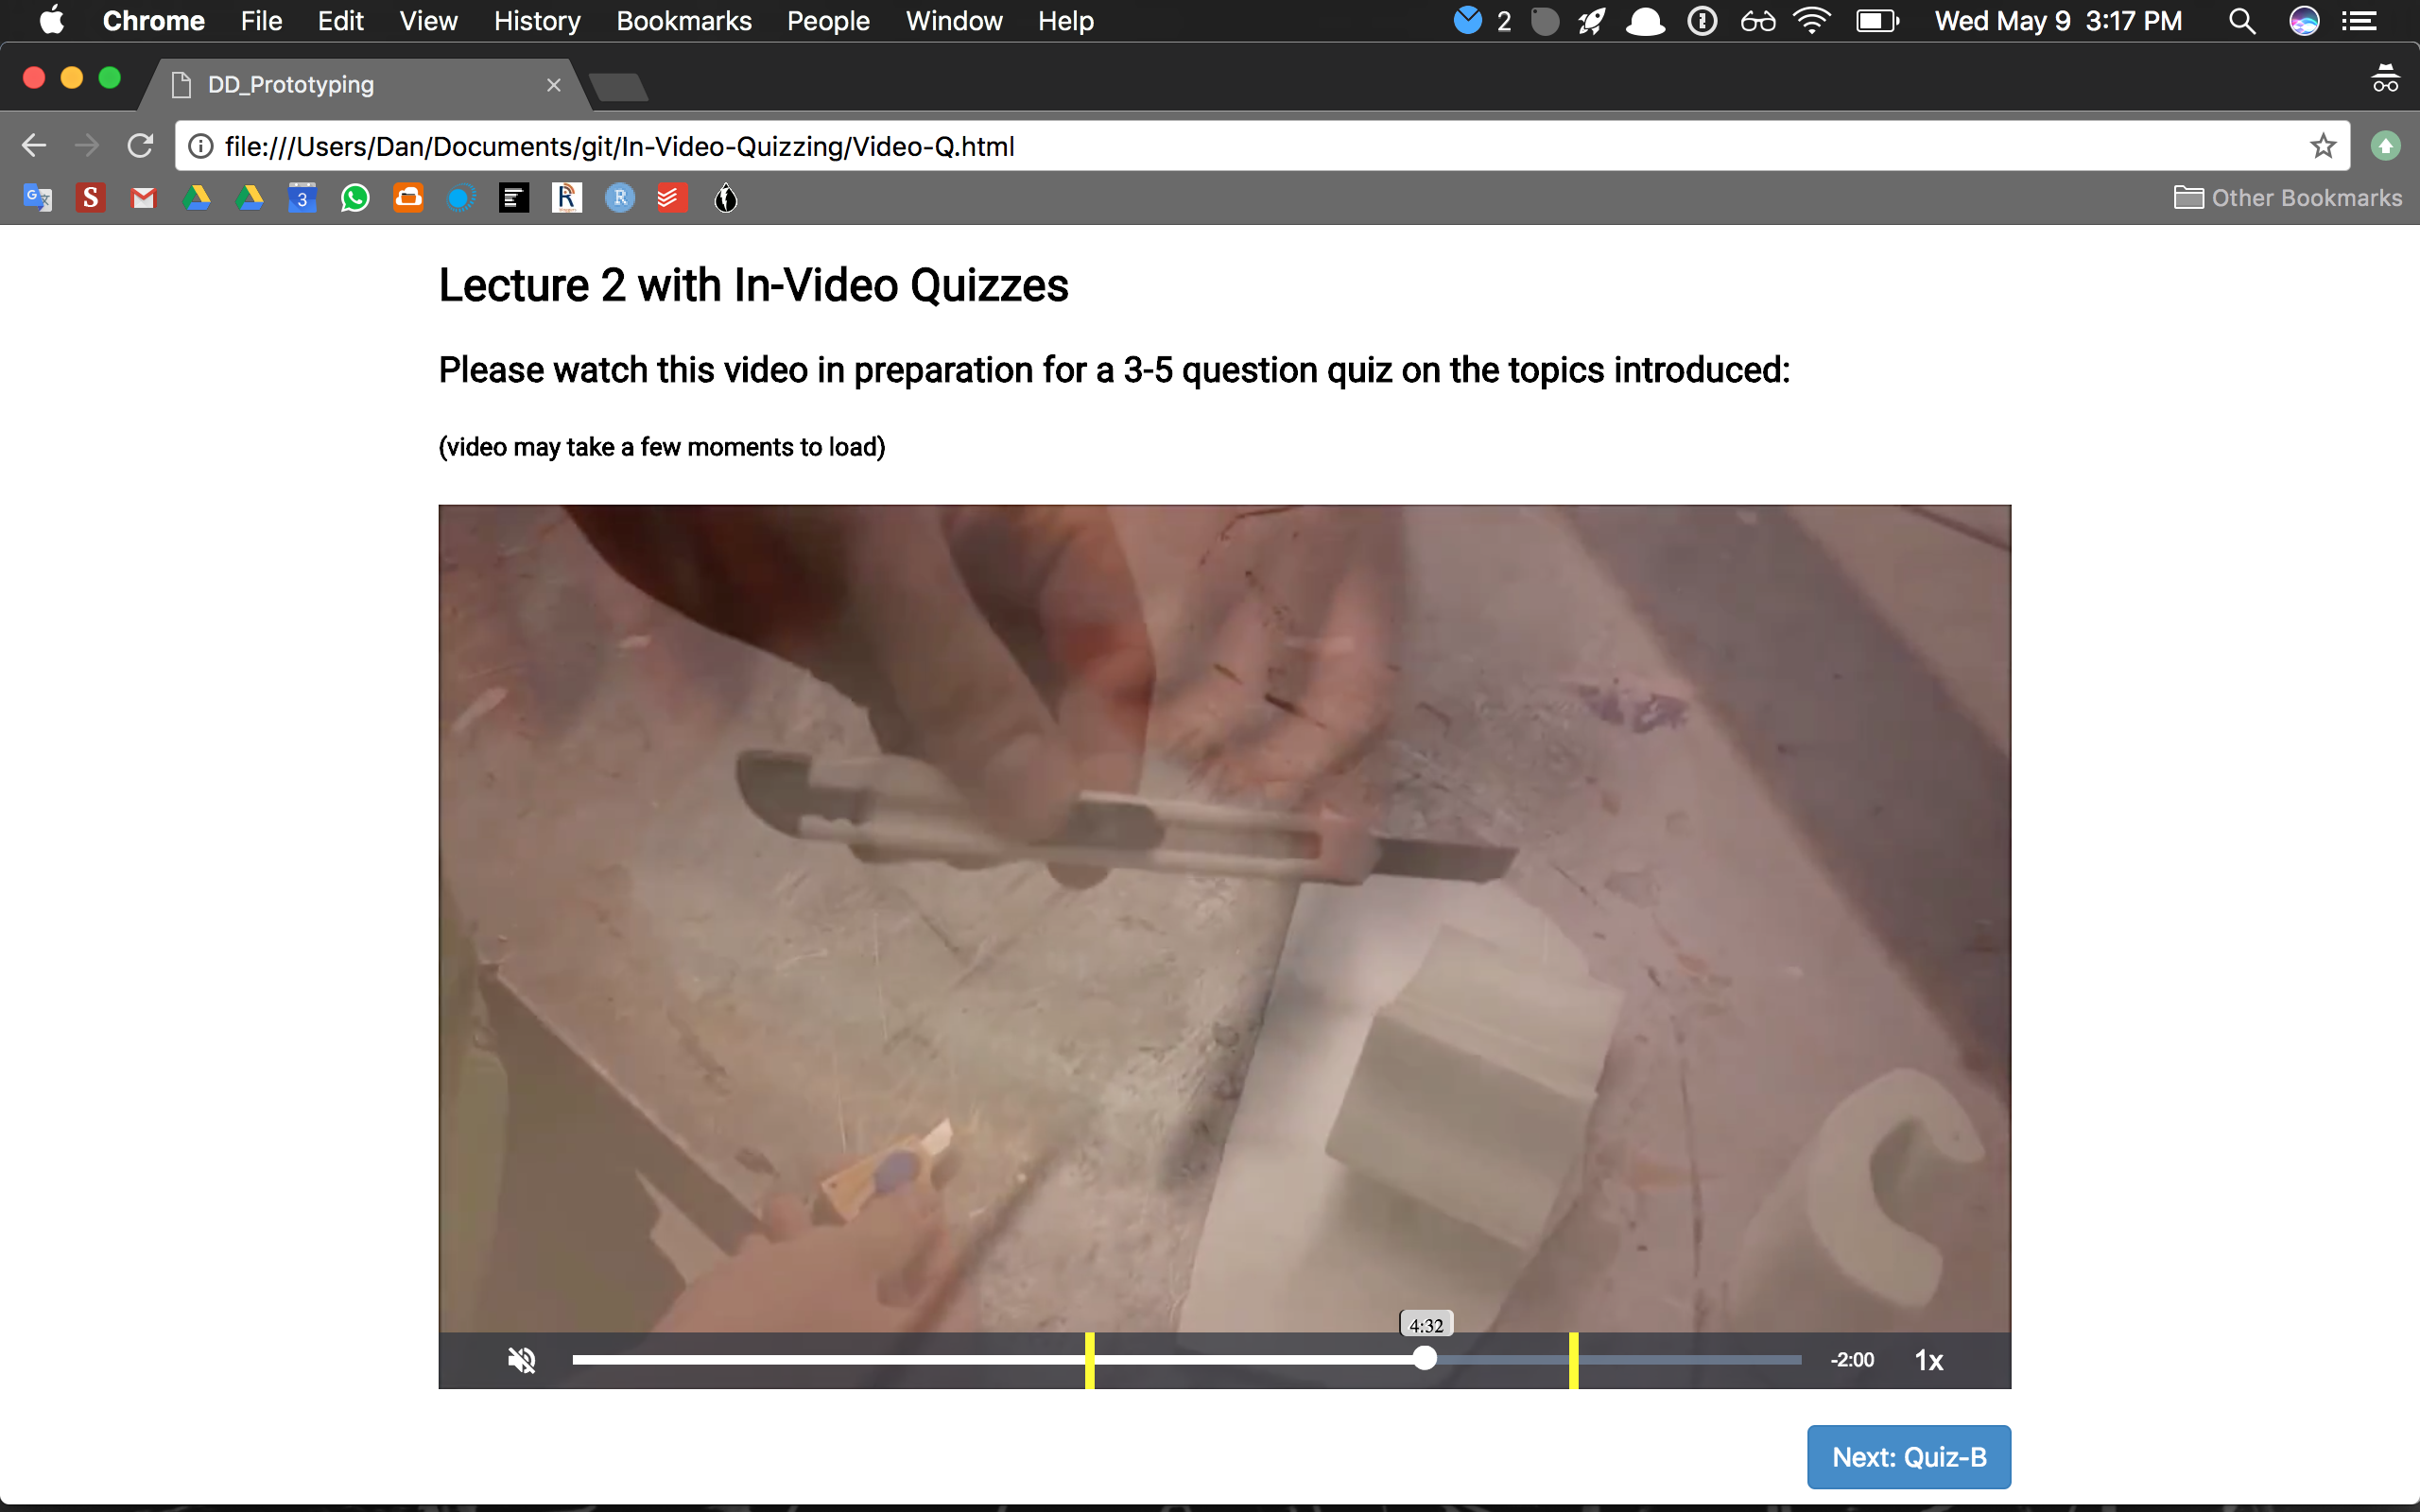 Chrome File Edit View History Bookmarks People Window Help 2 Wed May 9 3:17 PM
DD_Prototyping
file:///Users/Dan/Documents/git/In-Video-Quizzing/Video-Q.html
G S 3 R R Other Bookmarks
Lecture 2 with In-Video Quizzes
Please watch this video in preparation for a 3-5 question quiz on the topics introduced:
(video may take a few moments to load)
4:32
-2:00 1x
Next: Quiz-B